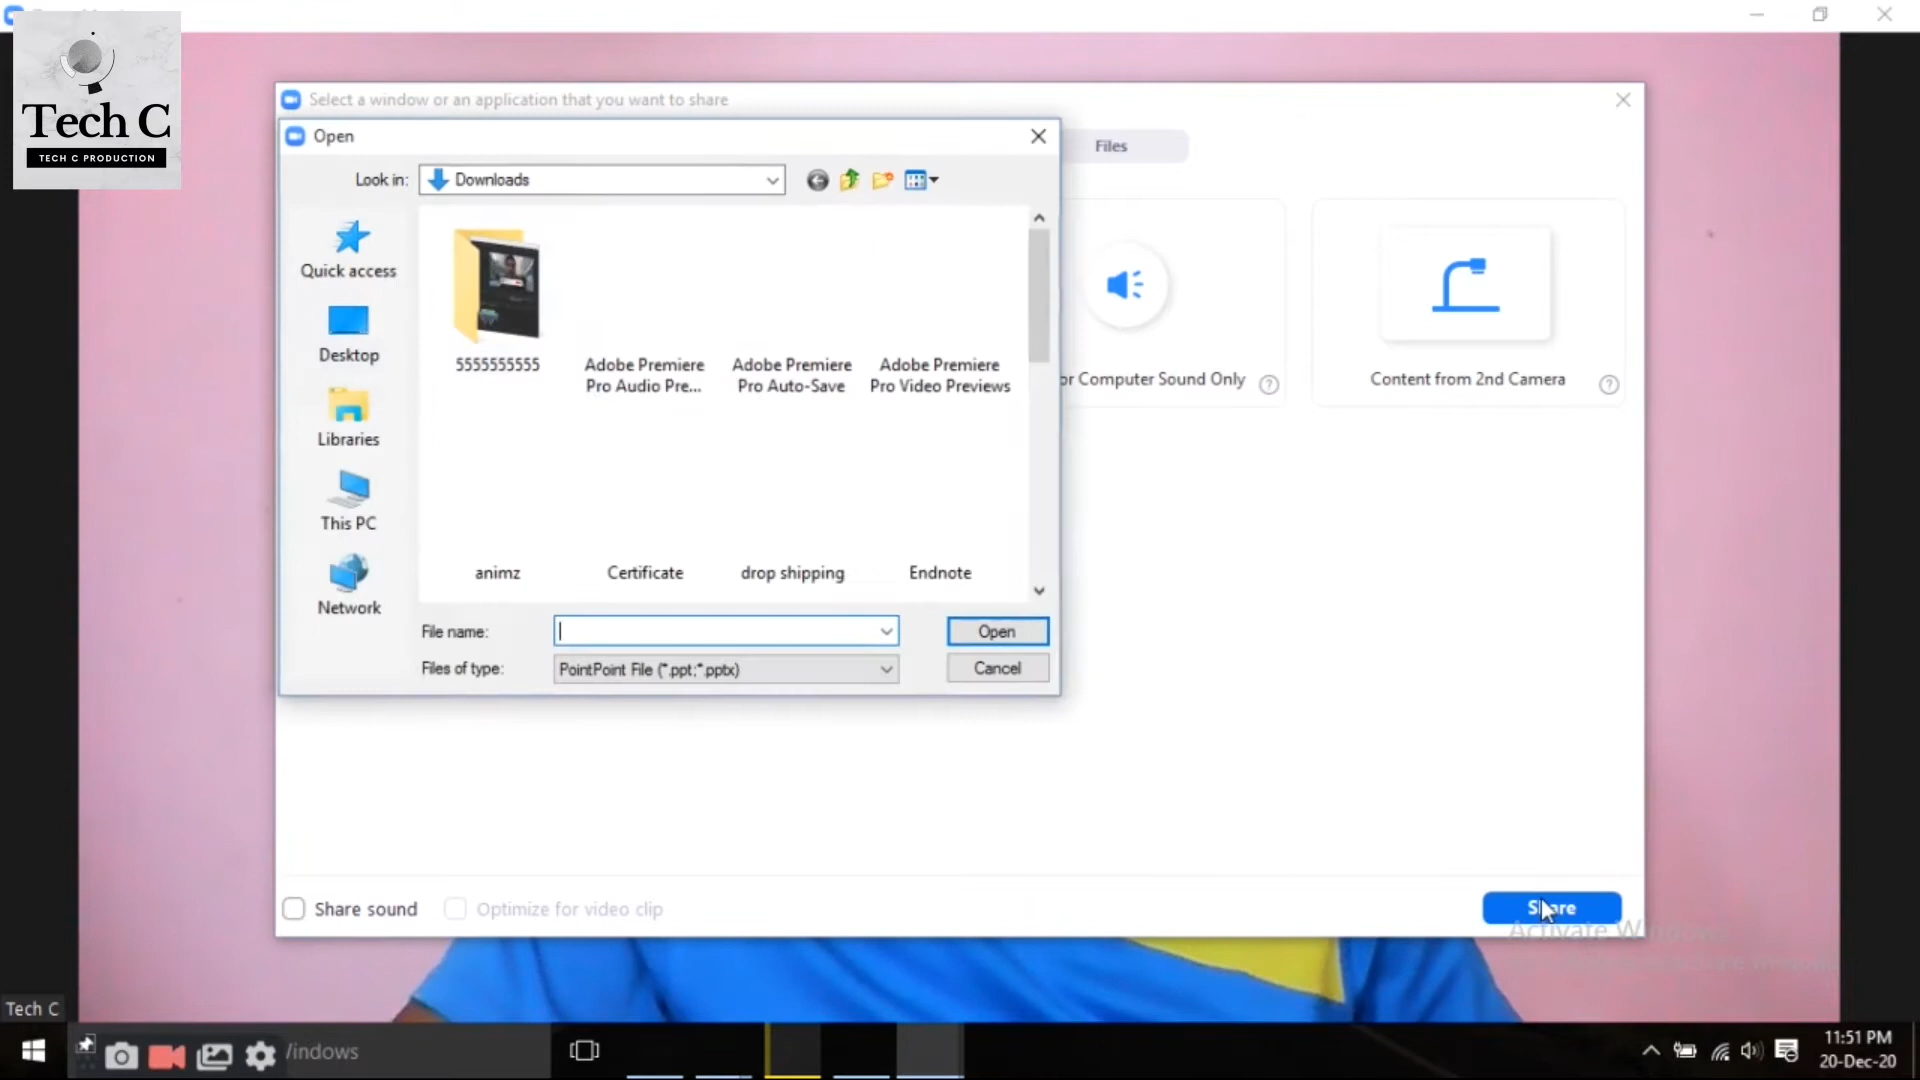 Tech C
TECH C PRODUCTION
Select a window or an application that you want to share
Files
Open
Look in:
Downloads
Quick access
Desktop
Libraries
This PC
Network
5555555555
Adobe Premiere
Pro Audio Pre...
Adobe Premiere
Pro Auto-Save
Adobe Premiere
Pro Video Previews
animz
Certificate
drop shipping
Endnote
File name:
Open
Files of type:
PointPoint File (*.ppt;*.pptx)
Cancel
or Computer Sound Only
?
Content from 2nd Camera
?
Share sound
Optimize for video clip
Share
Activate Windows
Tech C
/indows
11:51 PM
20-Dec-20